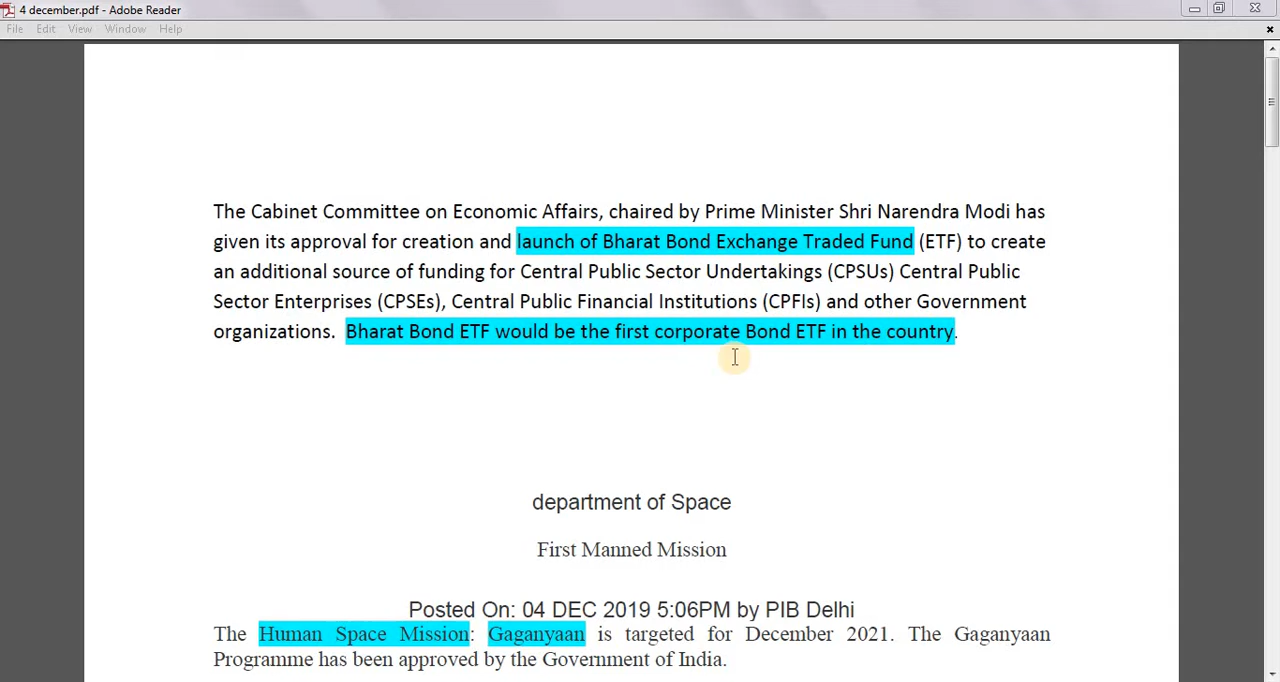 4 december.pdf - Adobe Reader
File Edit View Window Help
The Cabinet Committee on Economic Affairs, chaired by Prime Minister Shri Narendra Modi has
given its approval for creation and launch of Bharat Bond Exchange Traded Fund (ETF) to create
an additional source of funding for Central Public Sector Undertakings (CPSUs) Central Public
Sector Enterprises (CPSEs), Central Public Financial Institutions (CPFIs) and other Government
organizations. Bharat Bond ETF would be the first corporate Bond ETF in the country.
department of Space
First Manned Mission
Posted On: 04 DEC 2019 5:06PM by PIB Delhi
The Human Space Mission: Gaganyaan is targeted for December 2021. The Gaganyaan
Programme has been approved by the Government of India.